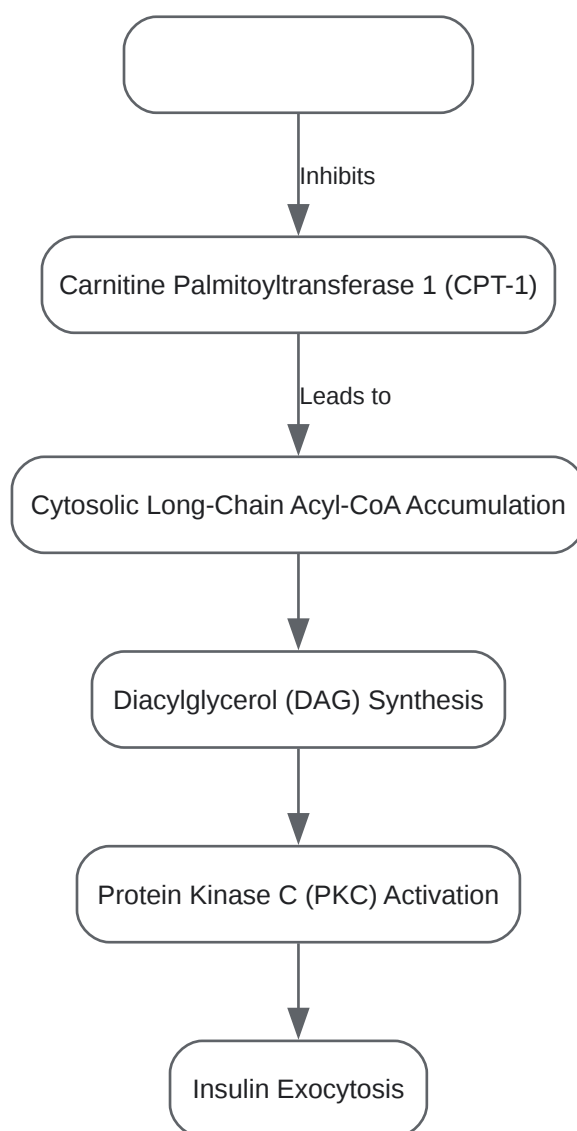 Inhibits
Carnitine Palmitoyltransferase 1 (CPT-1)
Leads to
Cytosolic Long-Chain Acyl-CoA Accumulation
Diacylglycerol (DAG) Synthesis
Protein Kinase C (PKC) Activation
Insulin Exocytosis